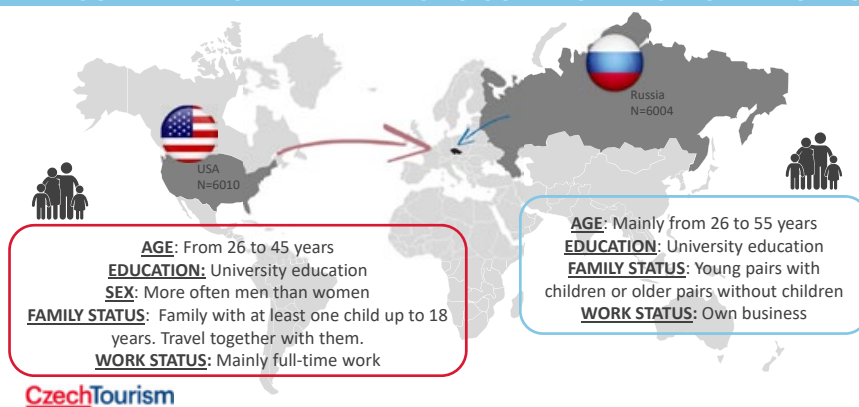 Russia
N=6004
USA
N=6010
AGE: From 26 to 45 years
EDUCATION: University education
SEX: More often men than women
FAMILY STATUS: Family with at least one child up to 18
years. Travel together with them.
WORK STATUS: Mainly full-time work
AGE: Mainly from 26 to 55 years
EDUCATION: University education
FAMILY STATUS: Young pairs with
children or older pairs without children
WORK STATUS: Own business
CzechTourism